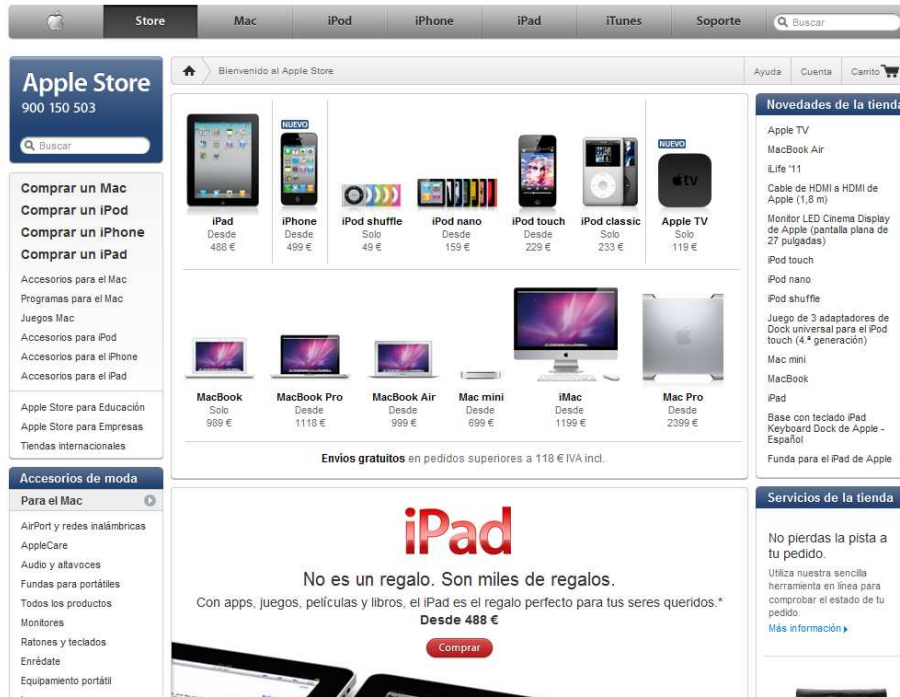 Store
Mac
iPod
iPhone
iPad
iTunes
Soporte
Buscar
Apple Store
900 150 503
Buscar
Bienvenido al Apple Store
Ayuda
Cuenta
Carrito
Comprar un Mac
Comprar un iPod
Comprar un iPhone
Comprar un iPad
Accesorios para el Mac
Programas para el Mac
Juegos Mac
Accesorios para iPod
Accesorios para el iPhone
Accesorios para el iPad
Apple Store para Educación
Apple Store para Empresas
Tiendas internacionales
Accesorios de moda
Para el Mac
AirPort y redes inalámbricas
AppleCare
Audio y altavoces
Fundas para portátiles
Todos los productos
Monitores
Ratones y teclados
Enrédate
Equipamiento portátil
iPad
Desde
488 €
NUEVO
iPhone
Desde
499 €
iPod shuffle
Solo
49 €
iPod nano
Desde
159 €
iPod touch
Desde
229 €
iPod classic
Solo
233 €
NUEVO
tv
Apple TV
Solo
119 €
MacBook
Solo
989 €
MacBook Pro
Desde
1118 €
MacBook Air
Desde
999 €
Mac mini
Desde
699 €
iMac
Desde
1199 €
Mac Pro
Desde
2399 €
Envíos gratuitos en pedidos superiores a 118 € IVA incl.
iPad
No es un regalo. Son miles de regalos.
Con apps, juegos, películas y libros, el iPad es el regalo perfecto para tus seres queridos.*
Desde 488 €
Comprar
Novedades de la tienda
Apple TV
MacBook Air
iLife '11
Cable de HDMI a HDMI de
Apple (1,8 m)
Monitor LED Cinema Display
de Apple (pantalla plana de
27 pulgadas)
iPod touch
iPod nano
iPod shuffle
Juego de 3 adaptadores de
Dock universal para el iPod
touch (4.ª generación)
Mac mini
MacBook
iPad
Base con teclado iPad
Keyboard Dock de Apple -
Español
Funda para el iPad de Apple
Servicios de la tienda
No pierdas la pista a
tu pedido.
Utiliza nuestra sencilla
herramienta en línea para
comprobar el estado de tu
pedido.
Más información